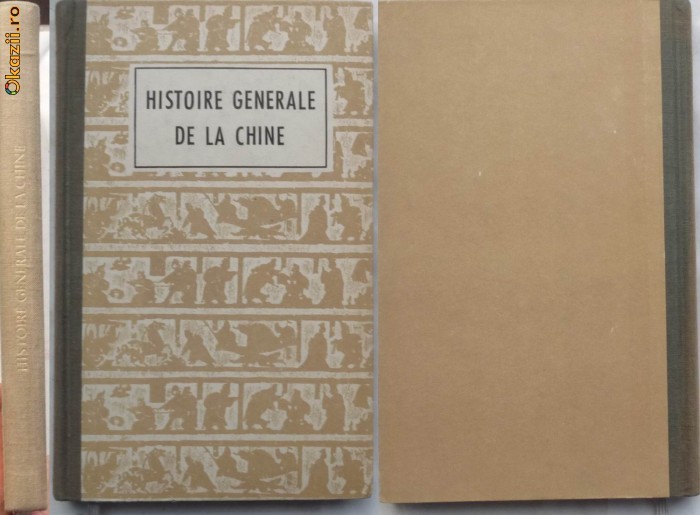 Okazii.ro
HISTOIRE GENERALE DE LA CHINE
HISTOIRE GENERALE
DE LA CHINE